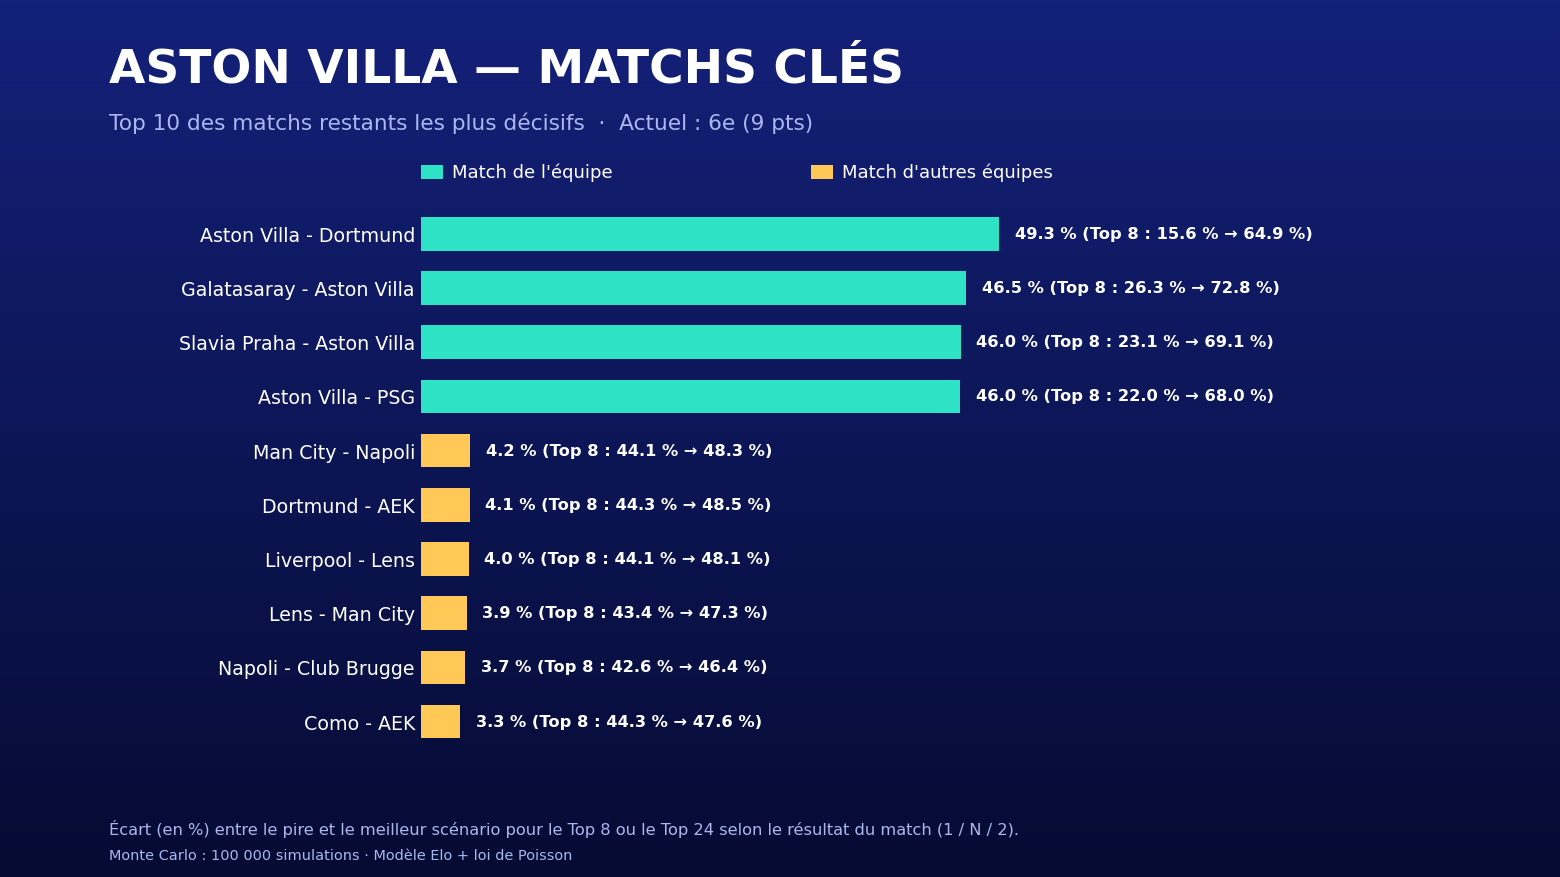 ASTON VILLA — MATCHS CLÉS
Top 10 des matchs restants les plus décisifs · Actuel : 6e (9 pts)
Match de l'équipe
Match d'autres équipes
Aston Villa - Dortmund 49.3 % (Top 8 : 15.6 % → 64.9 %)
Galatasaray - Aston Villa 46.5 % (Top 8 : 26.3 % → 72.8 %)
Slavia Praha - Aston Villa 46.0 % (Top 8 : 23.1 % → 69.1 %)
Aston Villa - PSG 46.0 % (Top 8 : 22.0 % → 68.0 %)
Man City - Napoli 4.2 % (Top 8 : 44.1 % → 48.3 %)
Dortmund - AEK 4.1 % (Top 8 : 44.3 % → 48.5 %)
Liverpool - Lens 4.0 % (Top 8 : 44.1 % → 48.1 %)
Lens - Man City 3.9 % (Top 8 : 43.4 % → 47.3 %)
Napoli - Club Brugge 3.7 % (Top 8 : 42.6 % → 46.4 %)
Como - AEK 3.3 % (Top 8 : 44.3 % → 47.6 %)
Écart (en %) entre le pire et le meilleur scénario pour le Top 8 ou le Top 24 selon le résultat du match (1 / N / 2).
Monte Carlo : 100 000 simulations · Modèle Elo + loi de Poisson